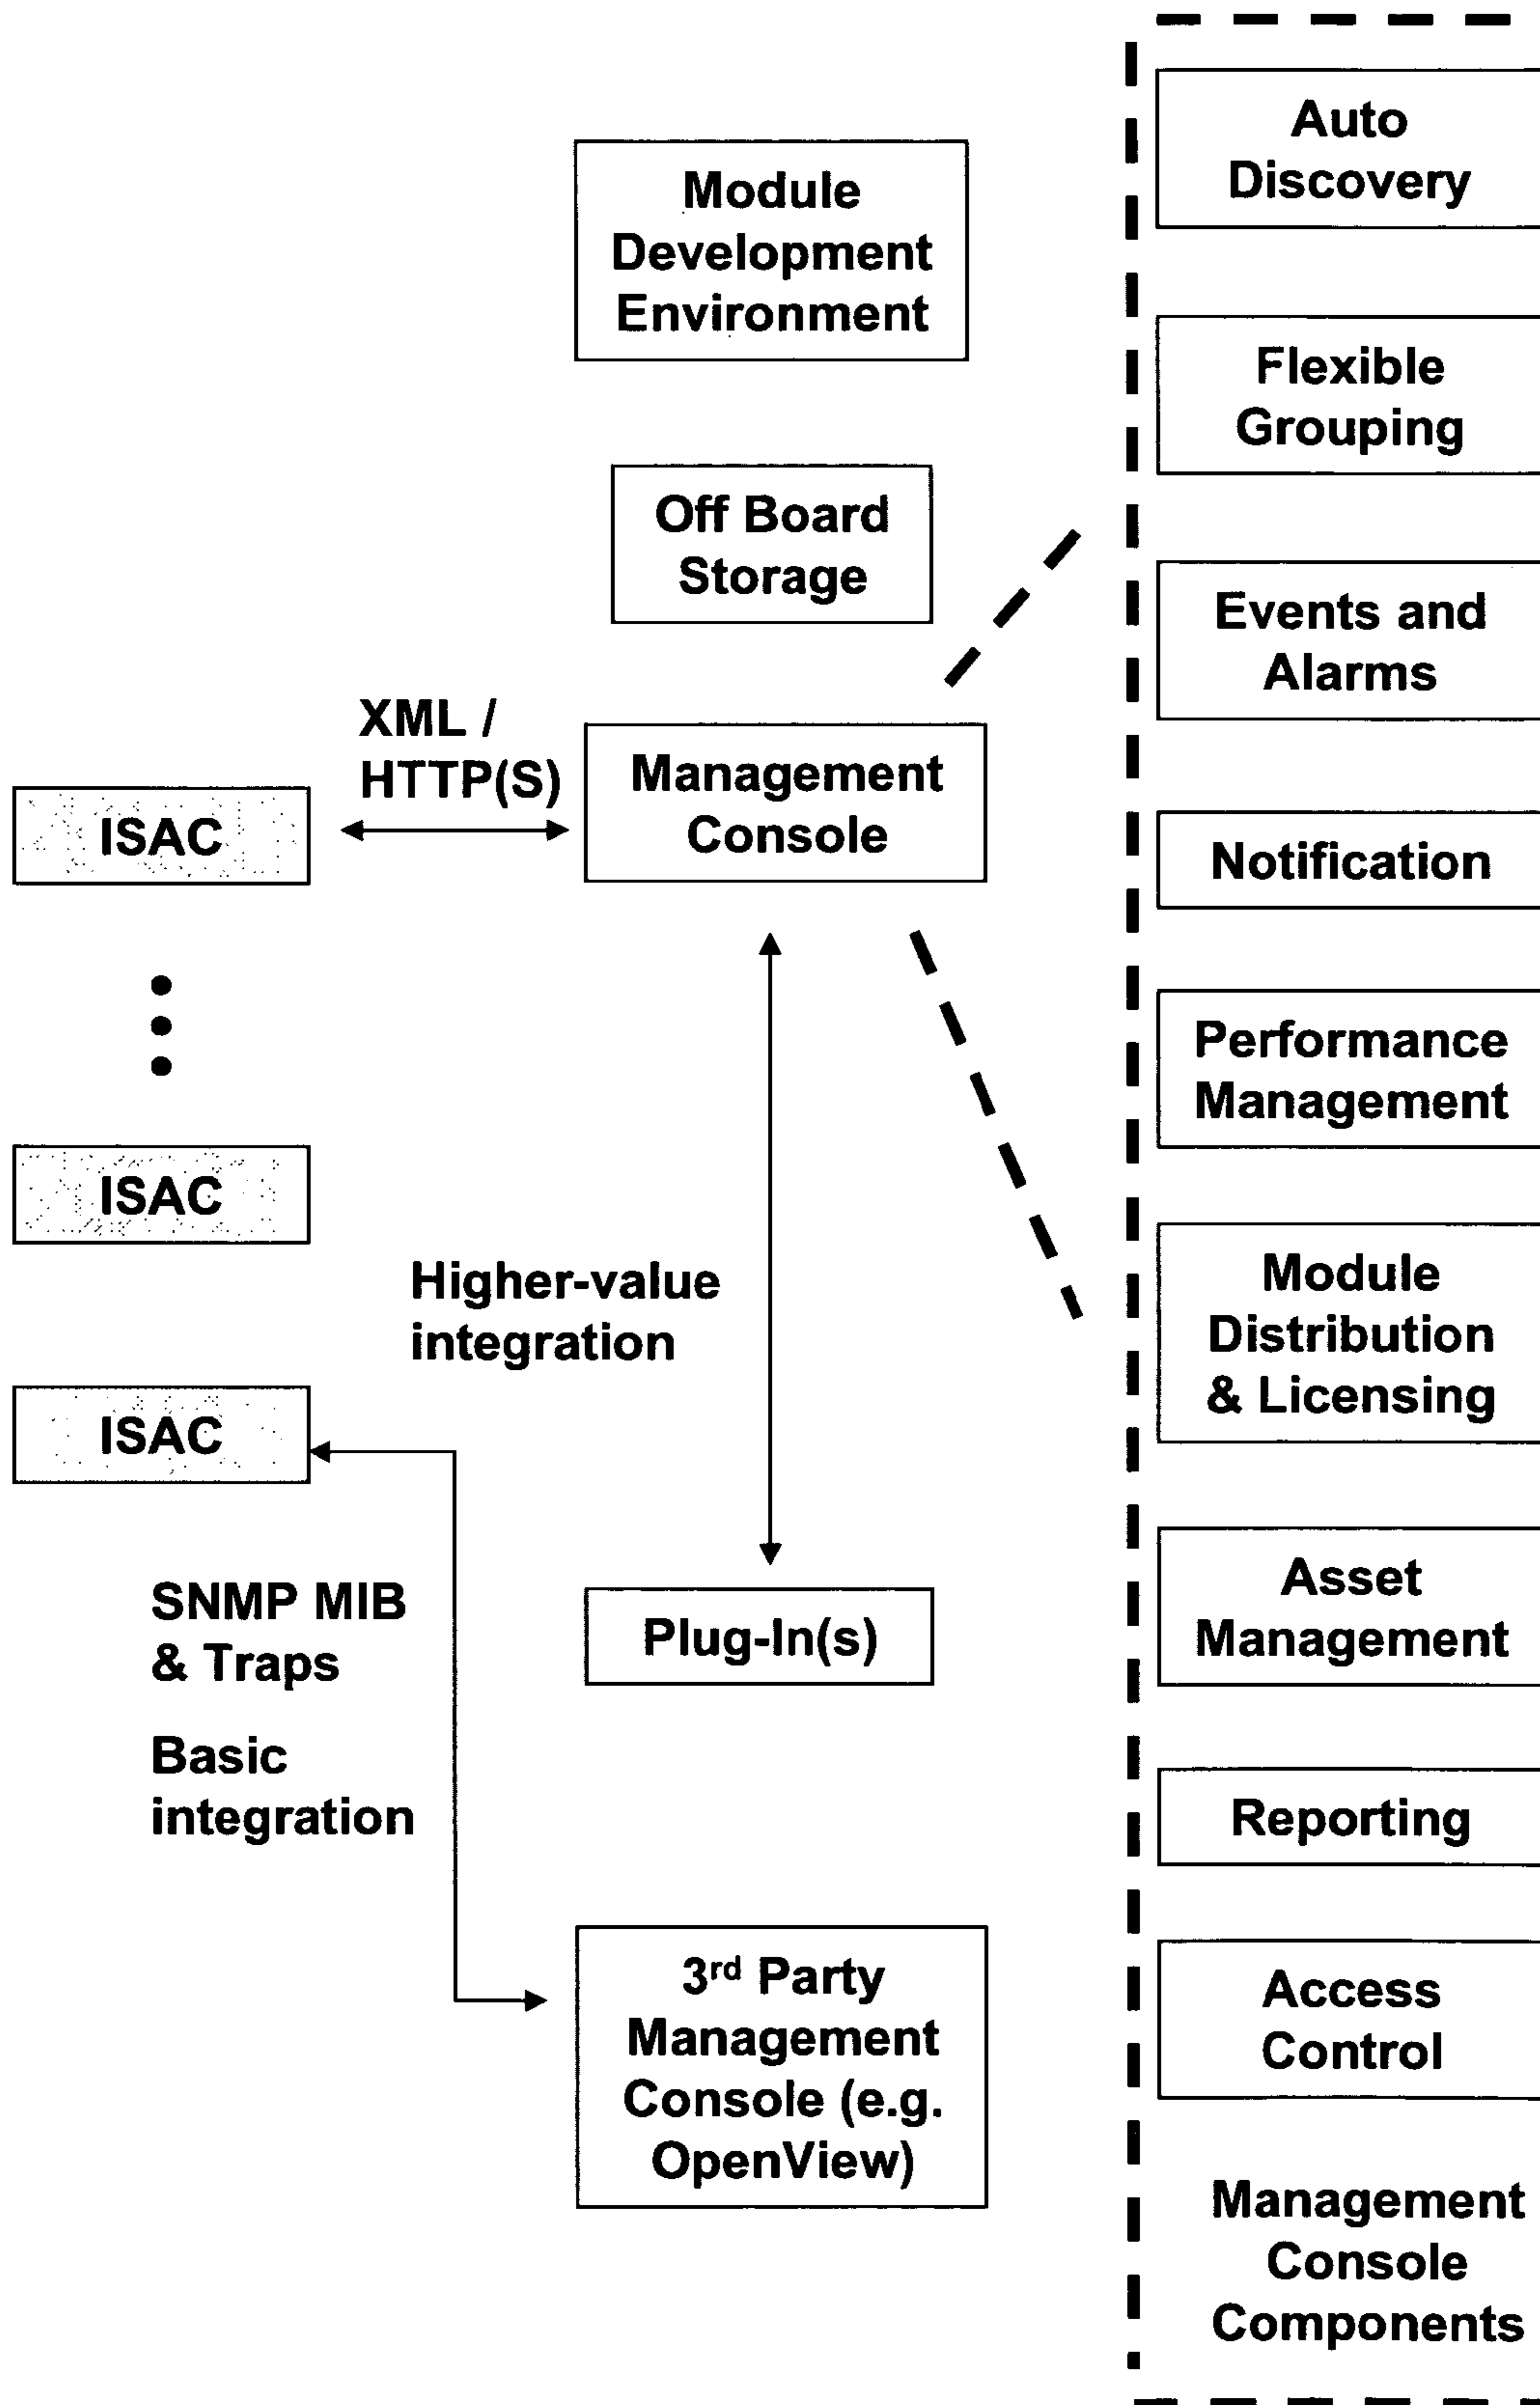 Module
Development
Environment
Off Board
Storage
XML /
HTTP(S)
Management
Console
ISAC
ISAC
ISAC
Higher-value
integration
SNMP MIB
& Traps
Basic
integration
Plug-In(s)
3rd Party
Management
Console (e.g.
OpenView)
Auto
Discovery
Flexible
Grouping
Events and
Alarms
Notification
Performance
Management
Module
Distribution
& Licensing
Asset
Management
Reporting
Access
Control
Management
Console
Components